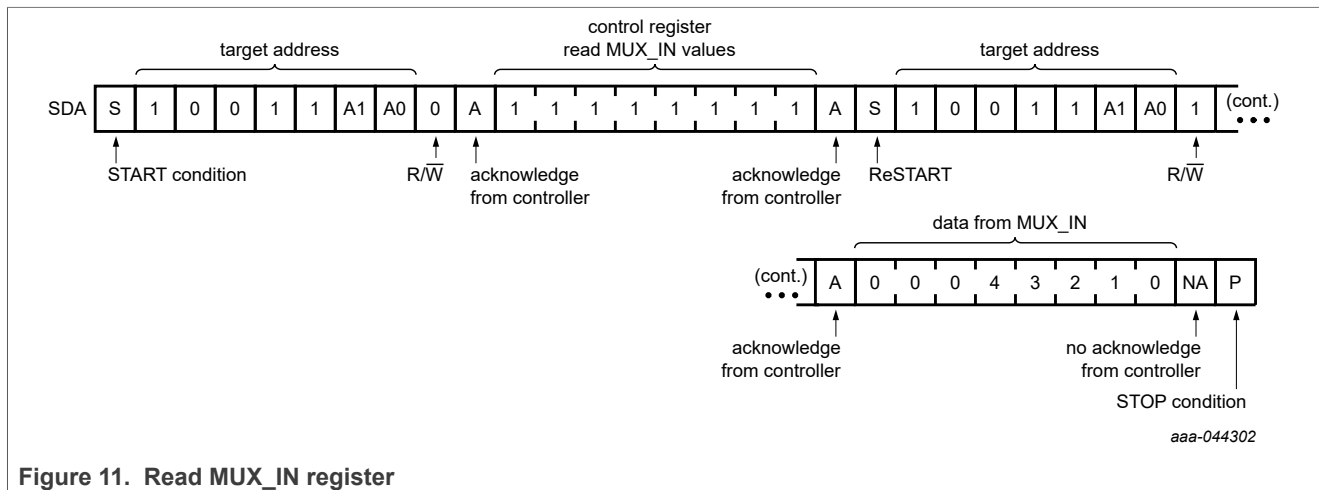 control register
target address read MUX_IN values target address
SDA S 1 0 0 1 1 A1 A0 0 A 1 1 1 1 1 1 1 1 A S 1 0 0 1 1 A1 A0 1 (cont.)
START condition R/W̅ acknowledge from controller acknowledge from controller ReSTART R/W̅
data from MUX_IN
(cont.) A 0 0 0 4 3 2 1 0 NA P
acknowledge from controller no acknowledge from controller
STOP condition
aaa-044302
Figure 11. Read MUX_IN register